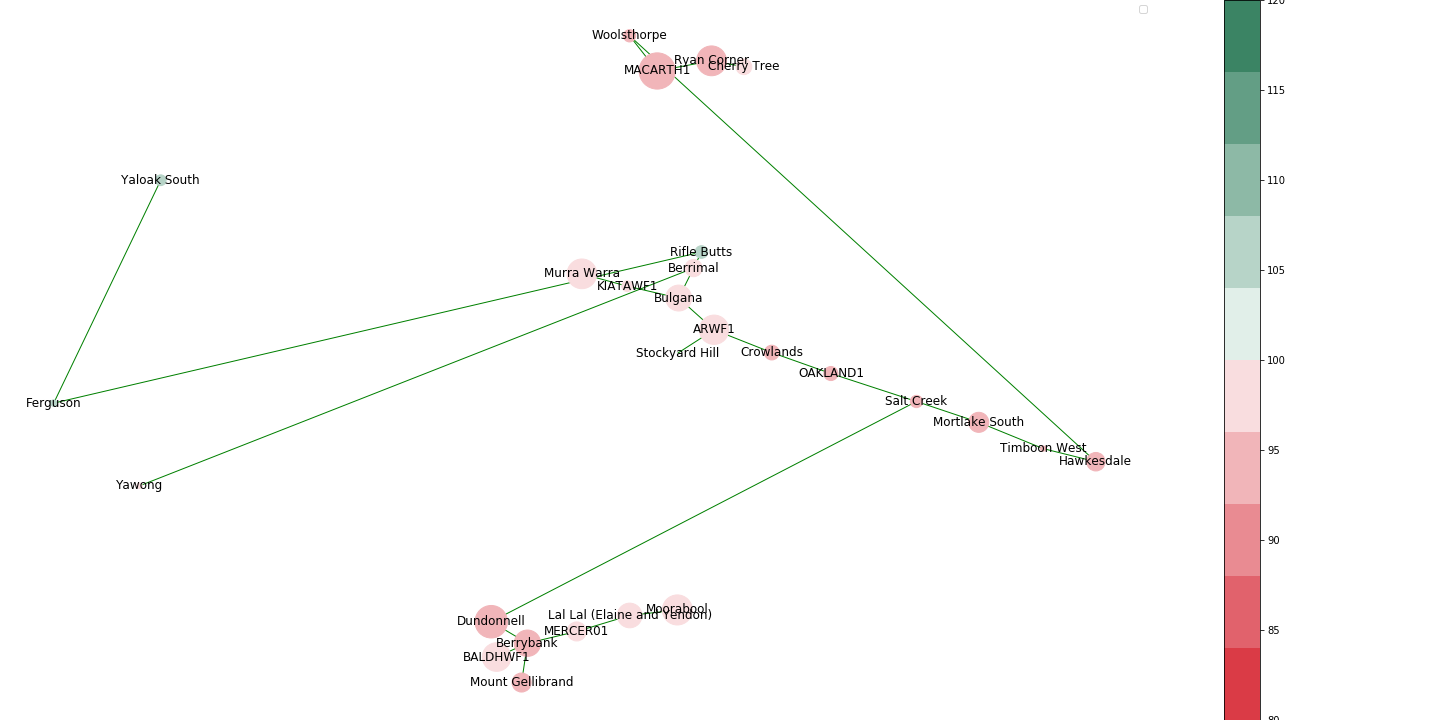 120
Woolsthorpe
Ryan Corner
Cherry Tree
MACARTH1
115
Yaloak South
110
Rifle Butts
Berrimal
Murra Warra
105
KIATAWF1
Bulgana
ARWF1
Stockyard Hill
Crowlands
100
OAKLAND1
Ferguson
Salt Creek
Mortlake South
Timboon West
95
Hawkesdale
Yawong
90
Moorabool
Lal Lal (Elaine and Yendon)
Dundonnell
MERCER01
85
Berrybank
BALDHWF1
Mount Gellibrand
80